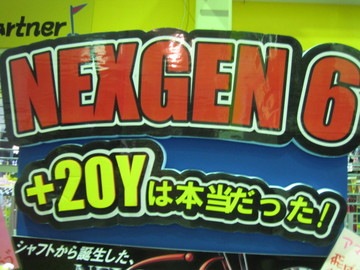 artner
NEXGEN 6
+20Yは本当だった!
シャフトから誕生した、